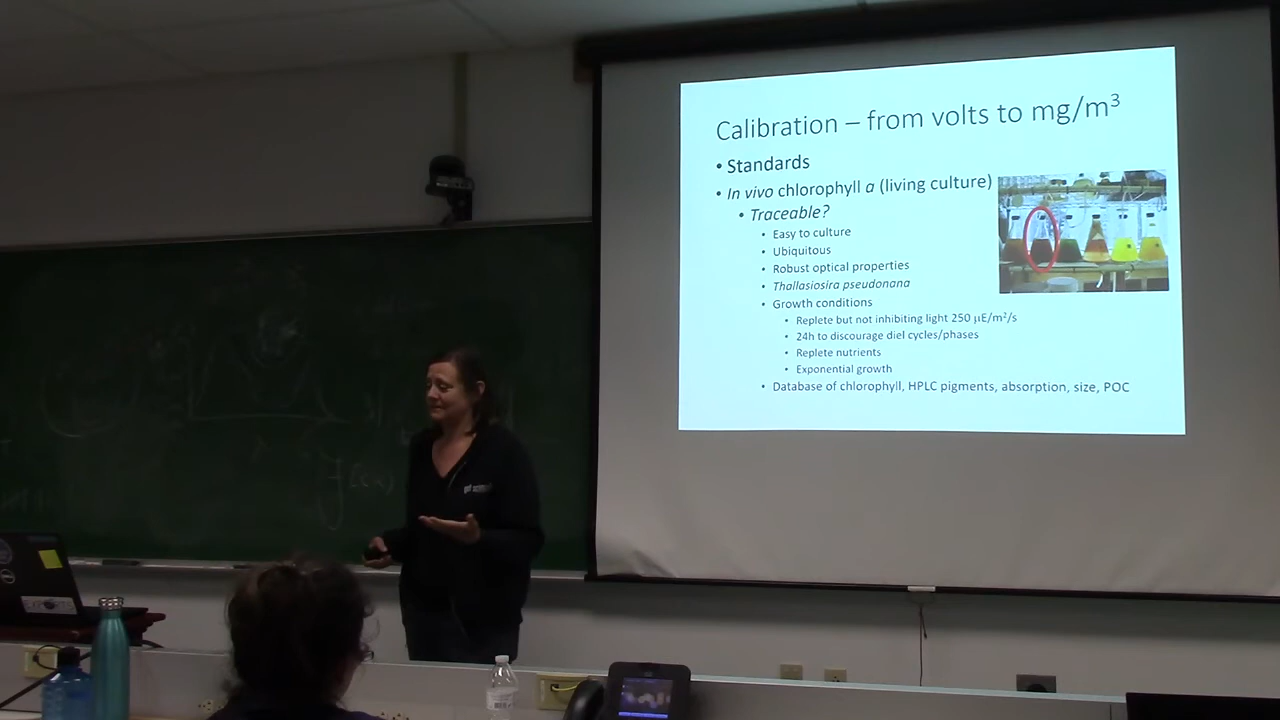 Calibration – from volts to mg/m³
• Standards
• In vivo chlorophyll a (living culture)
• Traceable?
• Easy to culture
• Ubiquitous
• Robust optical properties
• Thallasiosira pseudonana
• Growth conditions
• Replete but not inhibiting light 250 µE/m²/s
• 24h to discourage diel cycles/phases
• Replete nutrients
• Exponential growth
• Database of chlorophyll, HPLC pigments, absorption, size, POC
EXPORTS